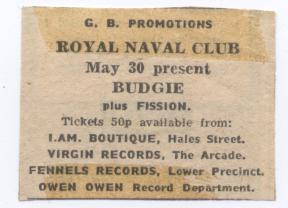 G. B. PROMOTIONS
ROYAL NAVAL CLUB
May 30 present
BUDGIE
plus FISSION.
Tickets 50p available from:
I.AM. BOUTIQUE, Hales Street.
VIRGIN RECORDS, The Arcade.
FENNELS RECORDS, Lower Precinct.
OWEN OWEN Record Department.